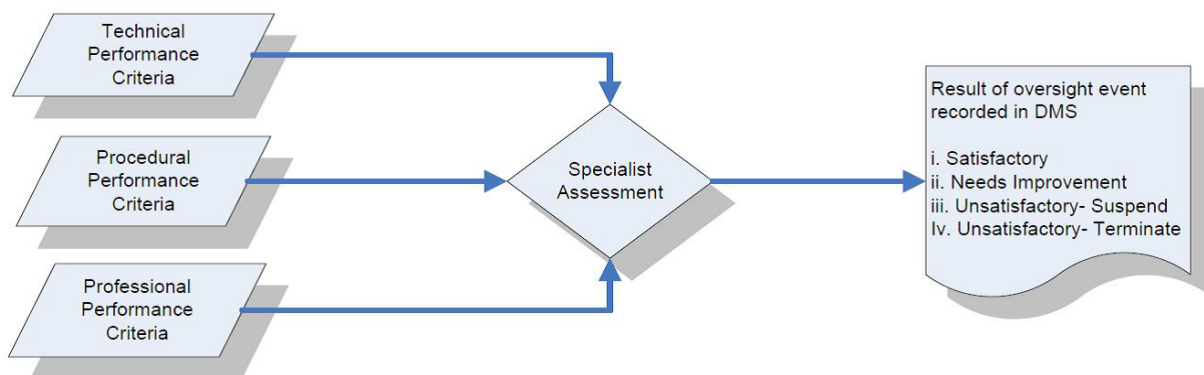 Technical
Performance
Criteria
Procedural
Performance
Criteria
Professional
Performance
Criteria
Specialist
Assessment
Result of oversight event
recorded in DMS
i. Satisfactory
ii. Needs Improvement
iii. Unsatisfactory- Suspend
Iv. Unsatisfactory- Terminate